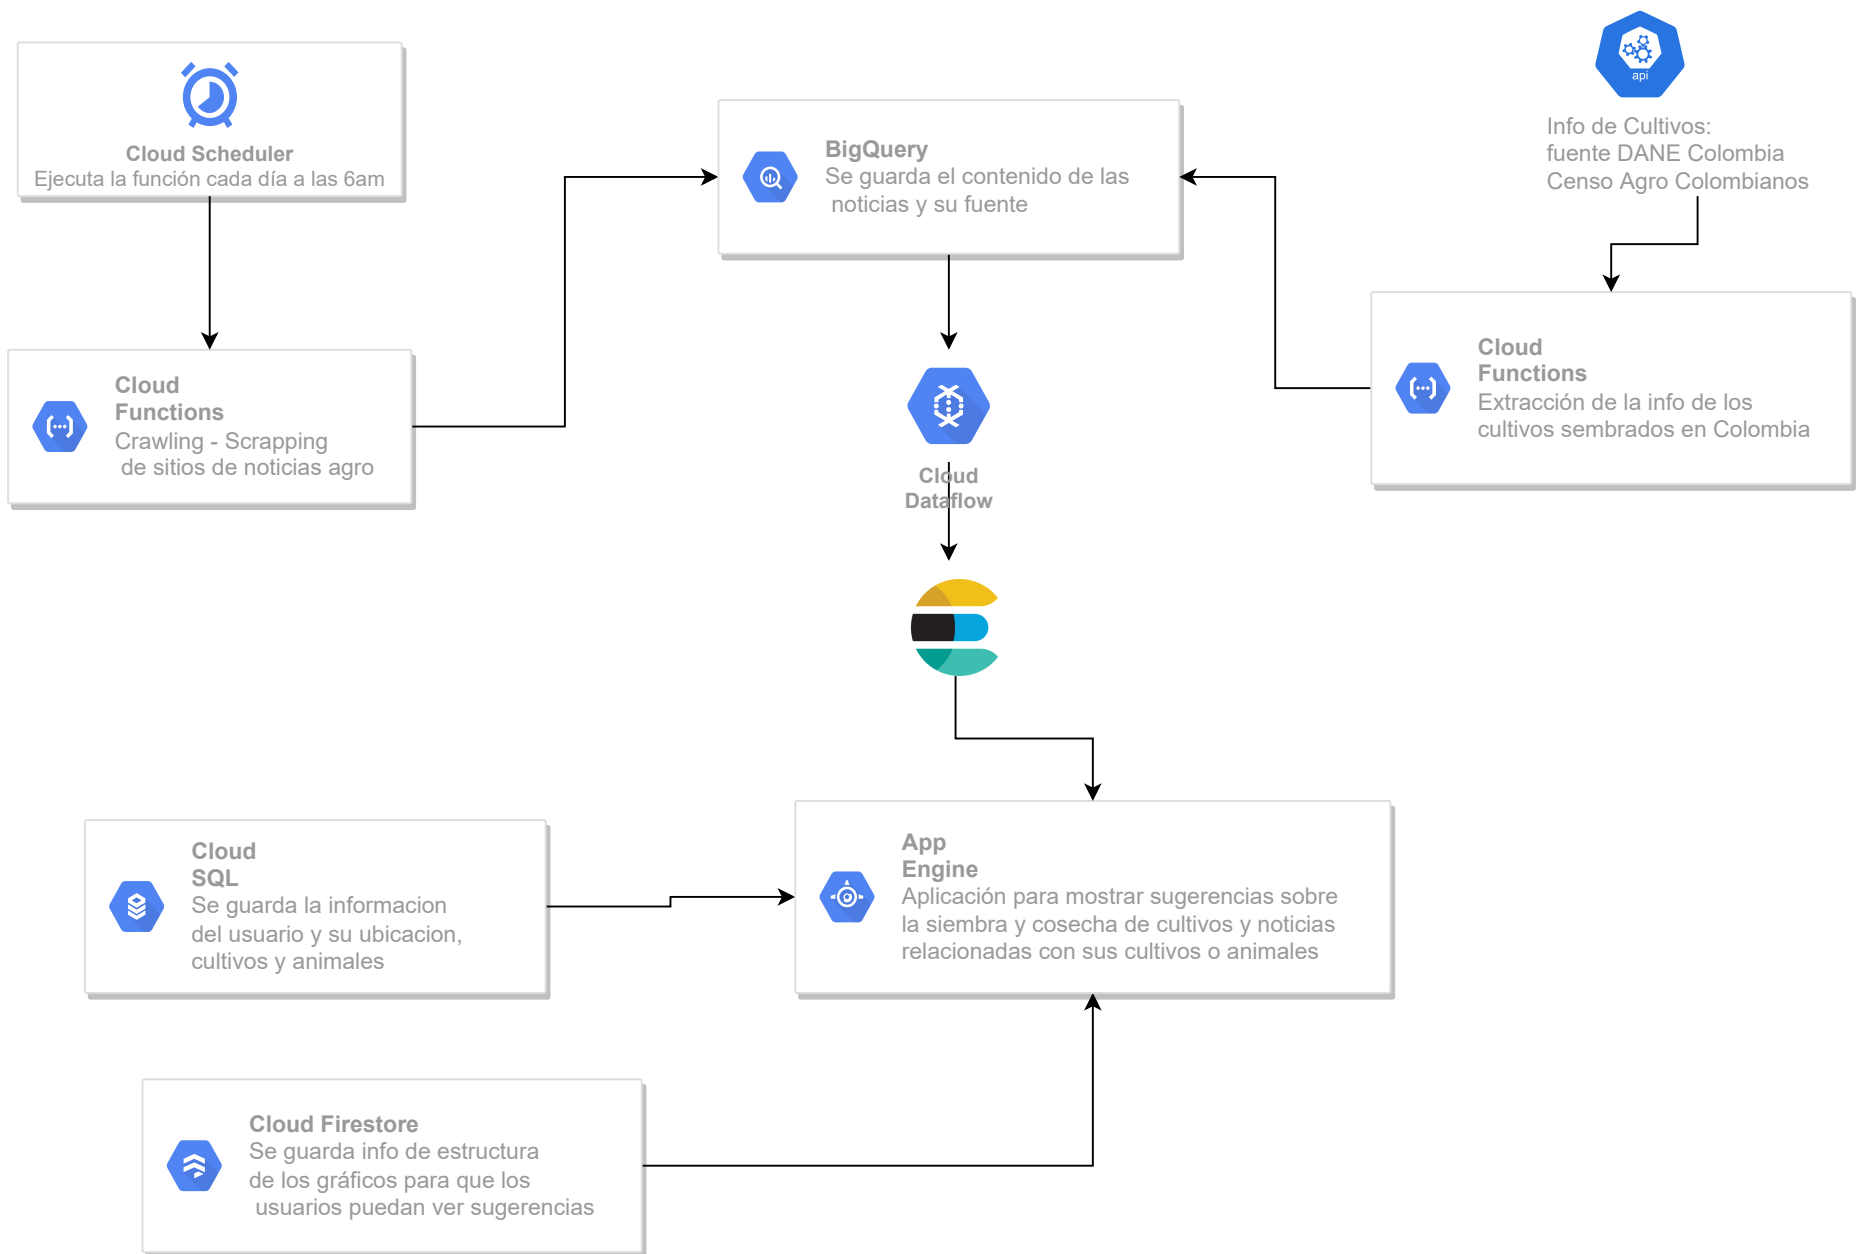 Cloud Scheduler
Ejecuta la función cada día a las 6am
Cloud
Functions
Crawling - Scrapping
de sitios de noticias agro
BigQuery
Se guarda el contenido de las
noticias y su fuente
api
Info de Cultivos:
fuente DANE Colombia
Censo Agro Colombianos
Cloud
Functions
Extracción de la info de los
cultivos sembrados en Colombia
Cloud
Dataflow
Cloud
SQL
Se guarda la informacion
del usuario y su ubicacion,
cultivos y animales
App
Engine
Aplicación para mostrar sugerencias sobre
la siembra y cosecha de cultivos y noticias
relacionadas con sus cultivos o animales
Cloud Firestore
Se guarda info de estructura
de los gráficos para que los
usuarios puedan ver sugerencias